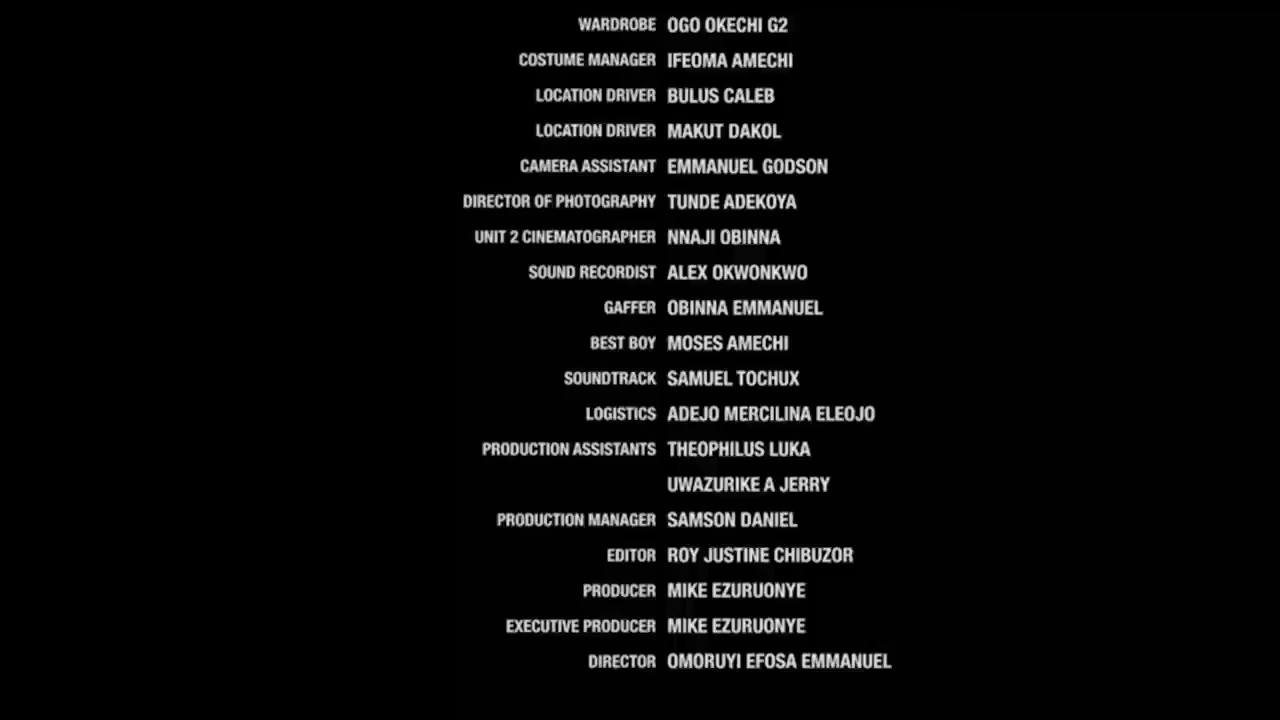 WARDROBE OGO OKECHI G2
COSTUME MANAGER IFEOMA AMECHI
LOCATION DRIVER BULUS CALEB
LOCATION DRIVER MAKUT DAKOL
CAMERA ASSISTANT EMMANUEL GODSON
DIRECTOR OF PHOTOGRAPHY TUNDE ADEKOYA
UNIT 2 CINEMATOGRAPHER NNAJI OBINNA
SOUND RECORDIST ALEX OKWONKWO
GAFFER OBINNA EMMANUEL
BEST BOY MOSES AMECHI
SOUNDTRACK SAMUEL TOCHUX
LOGISTICS ADEJO MERCILINA ELEOJO
PRODUCTION ASSISTANTS THEOPHILUS LUKA
UWAZURIKE A JERRY
PRODUCTION MANAGER SAMSON DANIEL
EDITOR ROY JUSTINE CHIBUZOR
PRODUCER MIKE EZURUONYE
EXECUTIVE PRODUCER MIKE EZURUONYE
DIRECTOR OMORUYI EFOSA EMMANUEL